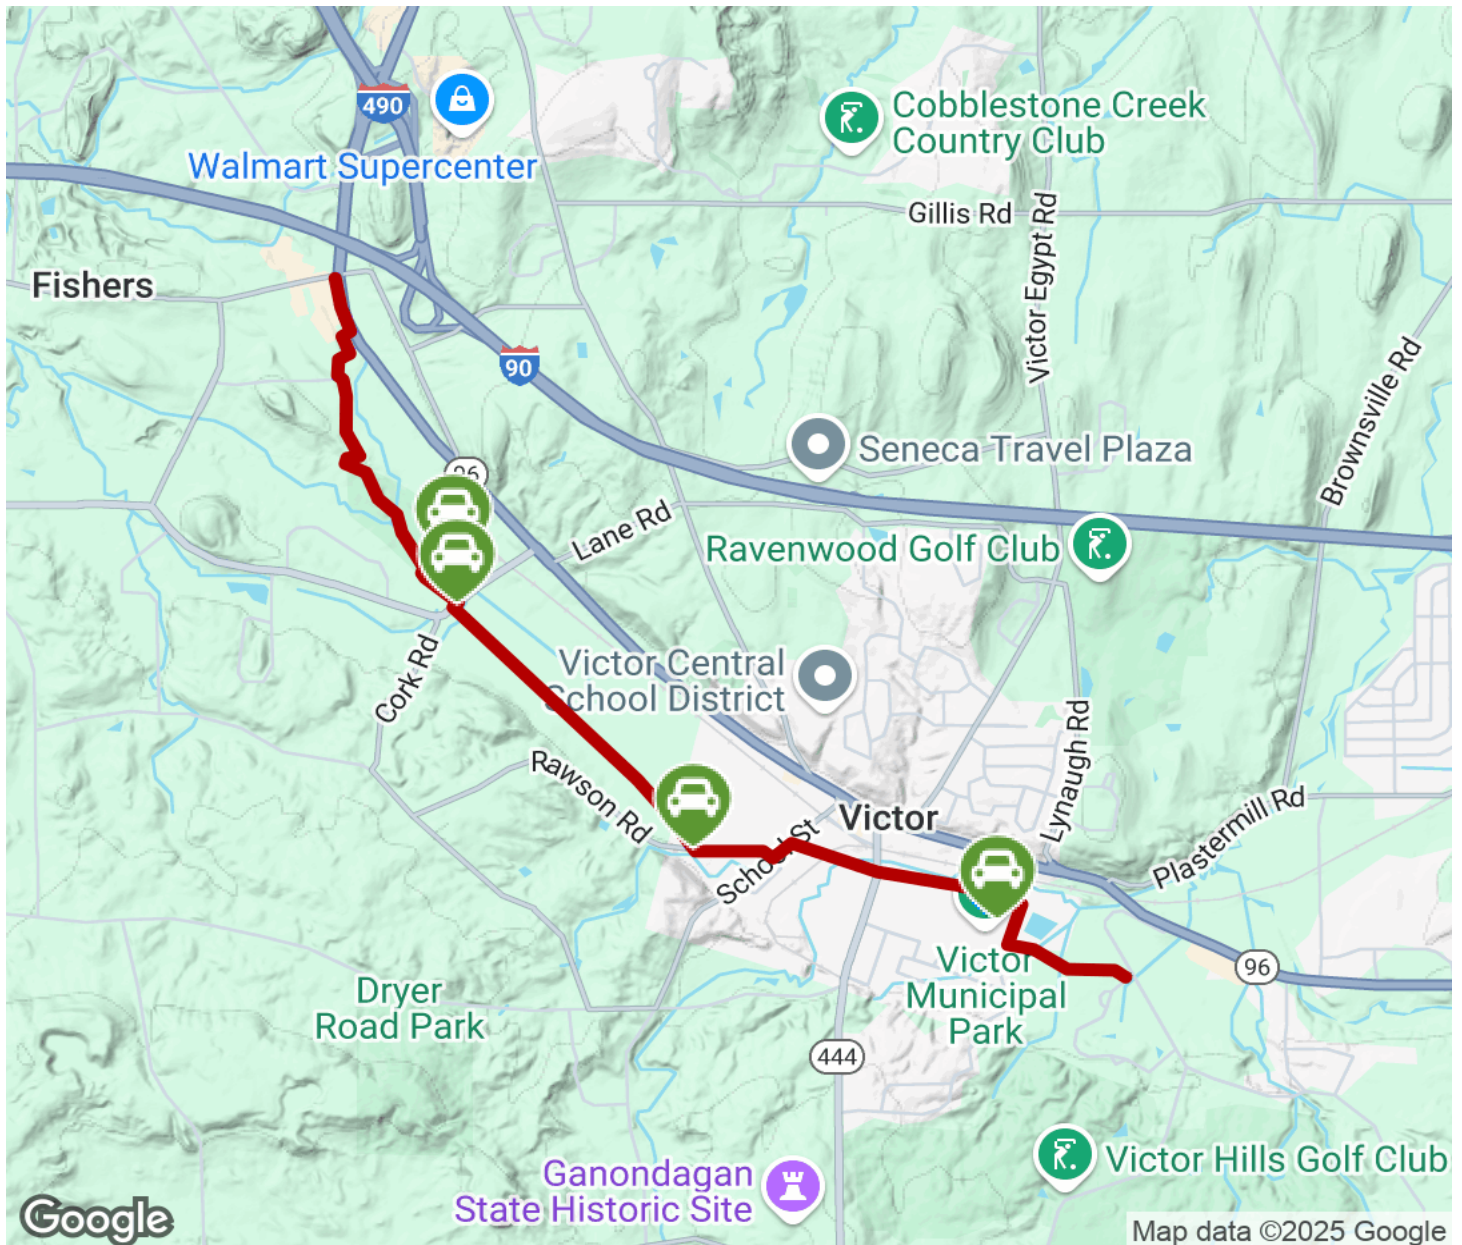 490
Walmart Supercenter
Cobblestone Creek
Country Club
Gillis Rd
Victor Egypt Rd
Fishers
90
Brownsville Rd
Seneca Travel Plaza
96
Lane Rd
Ravenwood Golf Club
Cork Rd
Victor Central
School District
Lynaugh Rd
Rawson Rd
Plastermill Rd
Victor
School St
Victor
Municipal
Park
96
Dryer
Road Park
444
Ganondagan
State Historic Site
Victor Hills Golf Club
Google
Map data ©2025 Google